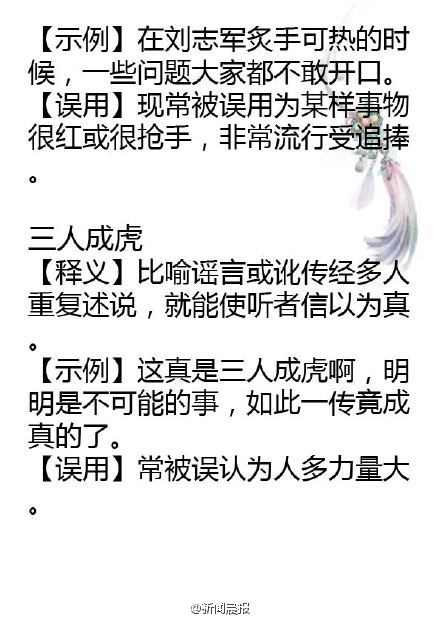 【示例】在刘志军炙手可热的时
候，一些问题大家都不敢开口。
【误用】现常被误用为某样事物
很红或很抢手，非常流行受追捧
。
三人成虎
【释义】比喻谣言或讹传经多人
重复述说，就能使听者信以为真
。
【示例】这真是三人成虎啊，明
明是不可能的事，如此一传竟成
真的了。
【误用】常被误认为人多力量大
。
@新闻晨报